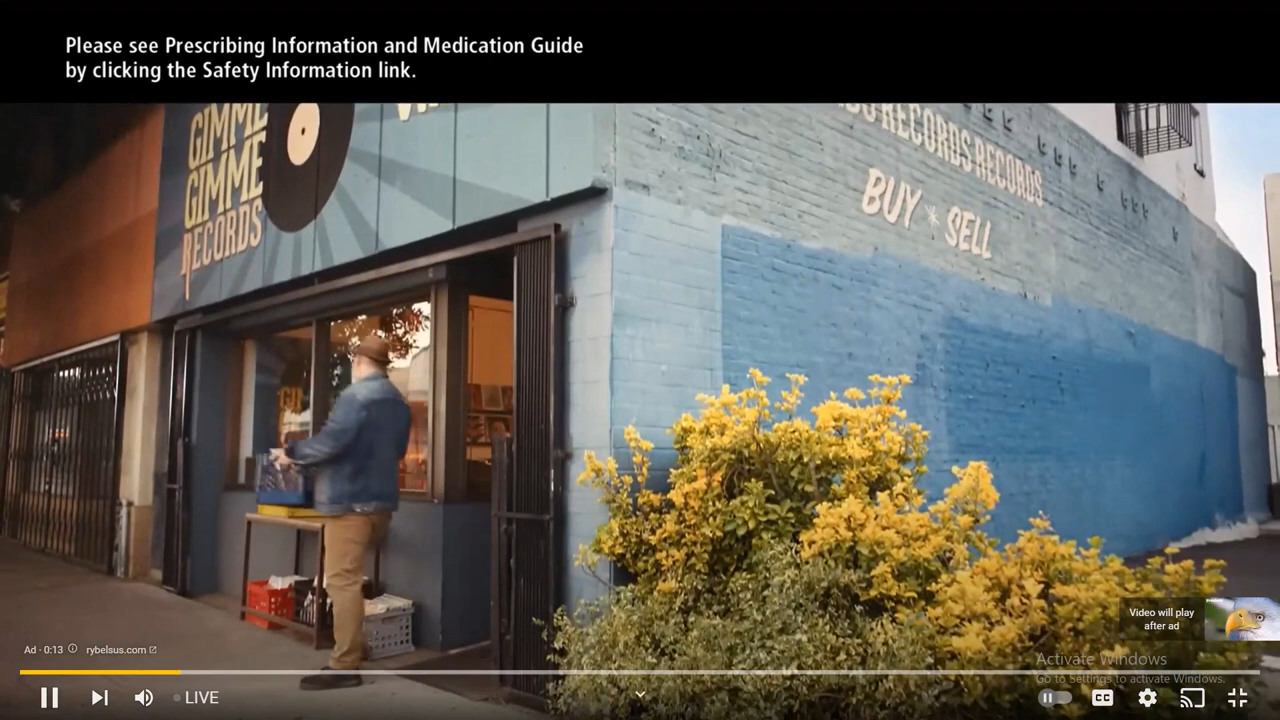 Please see Prescribing Information and Medication Guide
by clicking the Safety Information link.
GIMME
GIMME
RECORDS
RECORDS RECORDS
BUY * SELL
Video will play
after ad
Ad · 0:13
rybelsus.com
Activate Windows
Go to Settings to activate Windows.
LIVE
CC